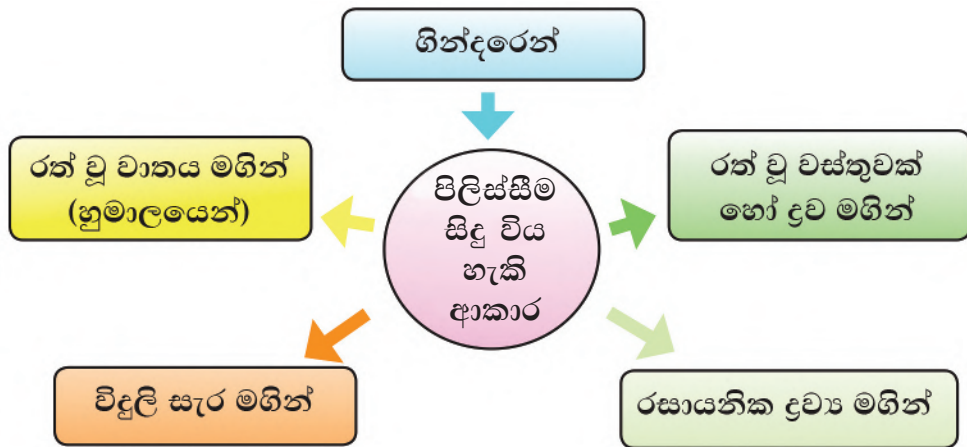 ගින්දරෙන්
රත් වූ වාතය මගින්
(හුමාලයෙන්)
පිලිස්සීම
සිදු විය
හැකි
ආකාර
රත් වූ වස්තුවක්
හෝ ද්‍රව මගින්
විදුලි සැර මගින්
රසායනික ද්‍රව්‍ය මගින්